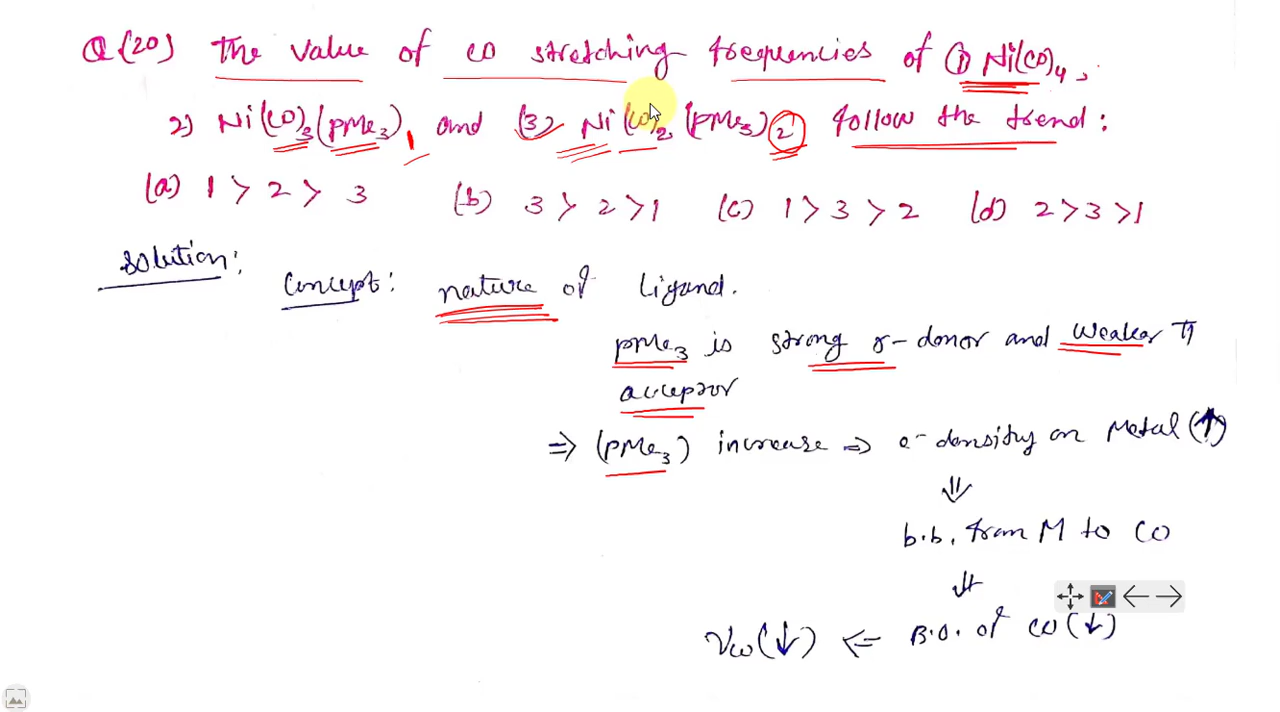 Q(20) The value of CO stretching frequencies of ① Ni(CO)₄,
2) Ni(CO)₃(PMe₃)₁ and (3) Ni(CO)₂(PMe₃)₂ follow the trend:
(a) 1 > 2 > 3 (b) 3 > 2 > 1 (c) 1 > 3 > 2 (d) 2 > 3 > 1
Solution:
Concept: nature of ligand.
PMe₃ is strong σ-donor and weaker π
acceptor
⇒ (PMe₃) increase ⇒ e⁻ density on Metal (↑)
⇓
b.b. from M to CO
⇓
νco(↓) ⇐ B.O. of CO(↓)